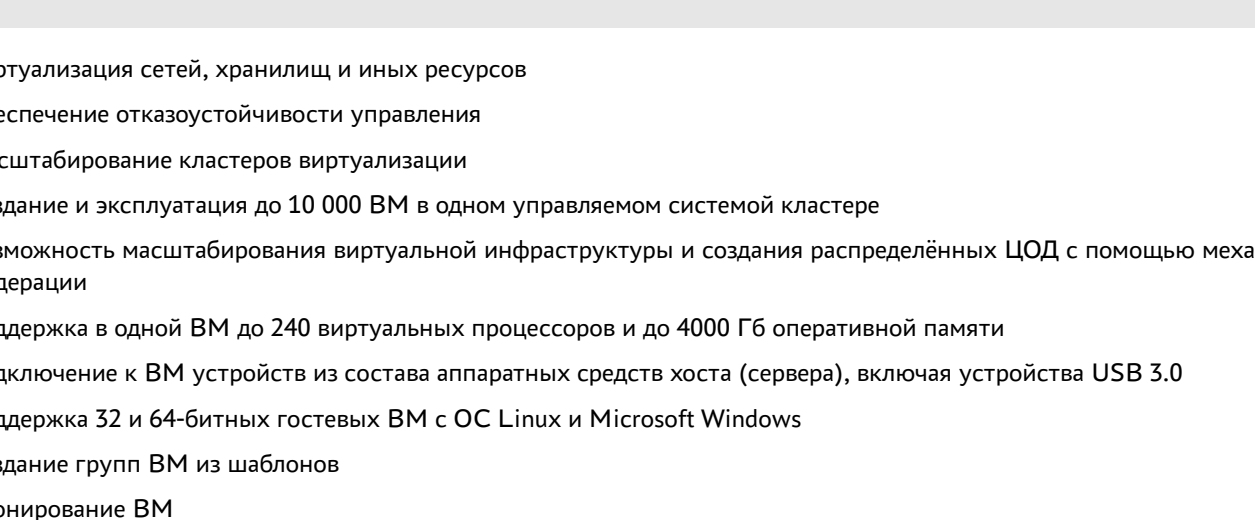 ртуализация сетей, хранилищ и иных ресурсов
еспечение отказоустойчивости управления
сштабирование кластеров виртуализации
здание и эксплуатация до 10 000 ВМ в одном управляемом системой кластере
зможность масштабирования виртуальной инфраструктуры и создания распределённых ЦОД с помощью меха
дерации
ддержка в одной ВМ до 240 виртуальных процессоров и до 4000 Гб оперативной памяти
дключение к ВМ устройств из состава аппаратных средств хоста (сервера), включая устройства USB 3.0
ддержка 32 и 64-битных гостевых ВМ с ОС Linux и Microsoft Windows
здание групп ВМ из шаблонов
онирование ВМ